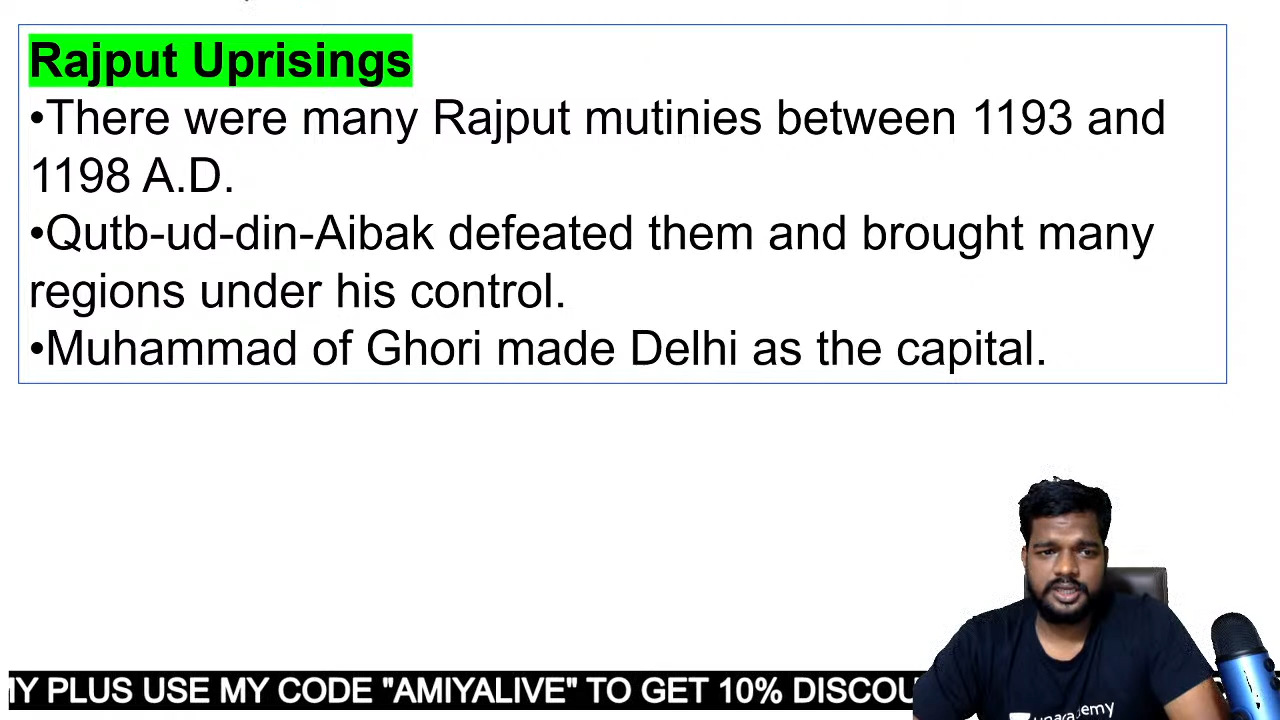 Rajput Uprisings
•There were many Rajput mutinies between 1193 and
1198 A.D.
•Qutb-ud-din-Aibak defeated them and brought many
regions under his control.
•Muhammad of Ghori made Delhi as the capital.
PLUS USE MY CODE "AMIYALIVE" TO GET 10%